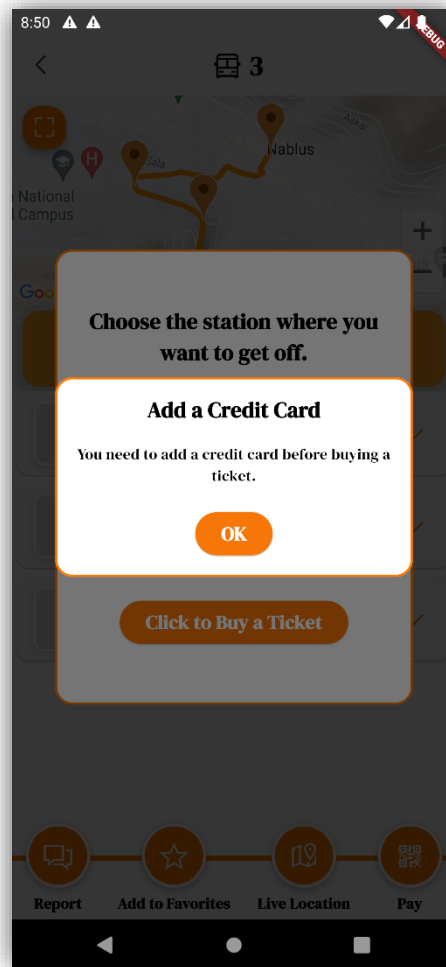 8:50
DEBUG
3
Nablus
Askar
Sala
H
National
Campus
+
Goo
Choose the station where you
want to get off.
Add a Credit Card
You need to add a credit card before buying a
ticket.
OK
Click to Buy a Ticket
Report Add to Favorites Live Location Pay